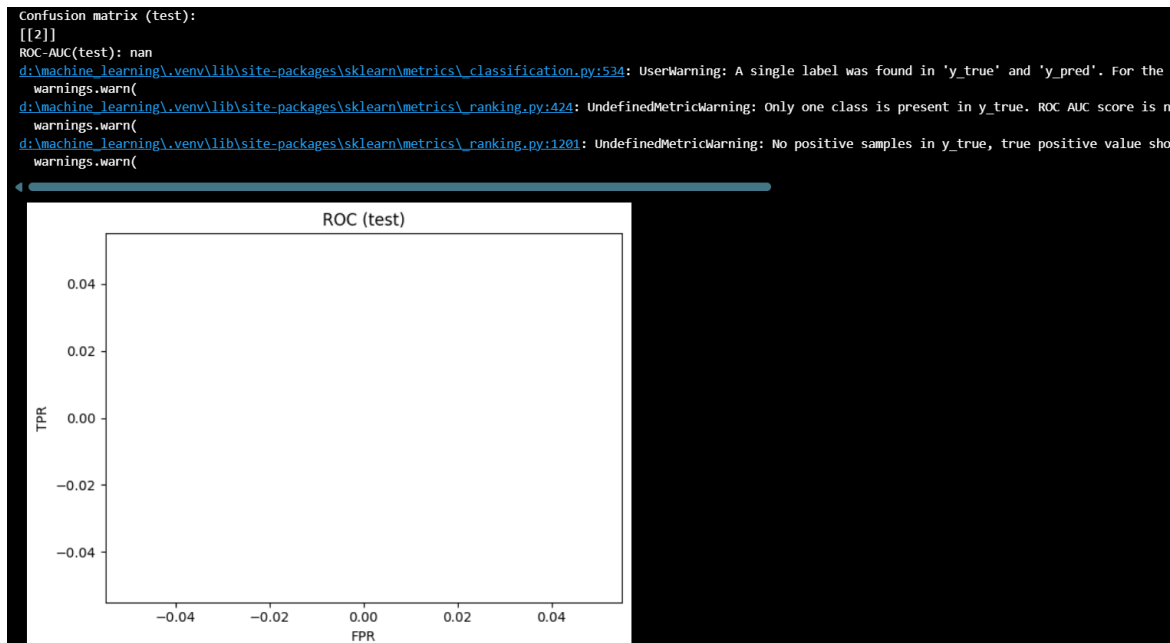 Confusion matrix (test):
[[2]]
ROC-AUC(test): nan
d:\machine_learning\.venv\lib\site-packages\sklearn\metrics\_classification.py:534: UserWarning: A single label was found in 'y_true' and 'y_pred'. For the
warnings.warn(
d:\machine_learning\.venv\lib\site-packages\sklearn\metrics\_ranking.py:424: UndefinedMetricWarning: Only one class is present in y_true. ROC AUC score is n
warnings.warn(
d:\machine_learning\.venv\lib\site-packages\sklearn\metrics\_ranking.py:1201: UndefinedMetricWarning: No positive samples in y_true, true positive value sho
warnings.warn(
ROC (test)
0.04
0.02
0.00
−0.02
−0.04
TPR
−0.04 −0.02 0.00 0.02 0.04
FPR